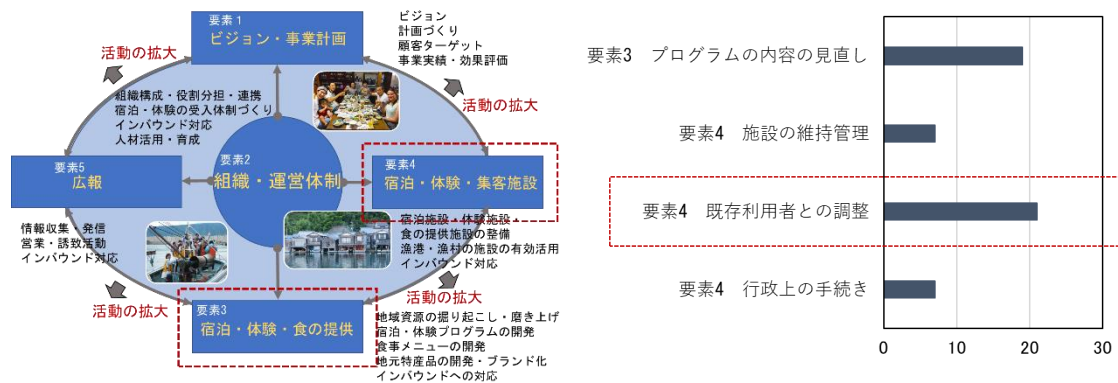 要素1
ビジョン・事業計画
ビジョン
計画づくり
顧客ターゲット
事業実績・効果評価
活動の拡大
活動の拡大
組織構成・役割分担・連携
宿泊・体験の受入体制づくり
インバウンド対応
人材活用・育成
要素5
広報
要素2
組織・運営体制
要素4
宿泊・体験・集客施設
情報収集・発信
営業・誘致活動
インバウンド対応
宿泊施設・体験施設・
食の提供施設の整備
漁港・漁村の施設の有効活用
インバウンド対応
活動の拡大
活動の拡大
要素3
宿泊・体験・食の提供
地域資源の掘り起こし・磨き上げ
宿泊・体験プログラムの開発
食事メニューの開発
地元特産品の開発・ブランド化
インバウンドへの対応
要素3 プログラムの内容の見直し
要素4 施設の維持管理
要素4 既存利用者との調整
要素4 行政上の手続き
0 10 20 30